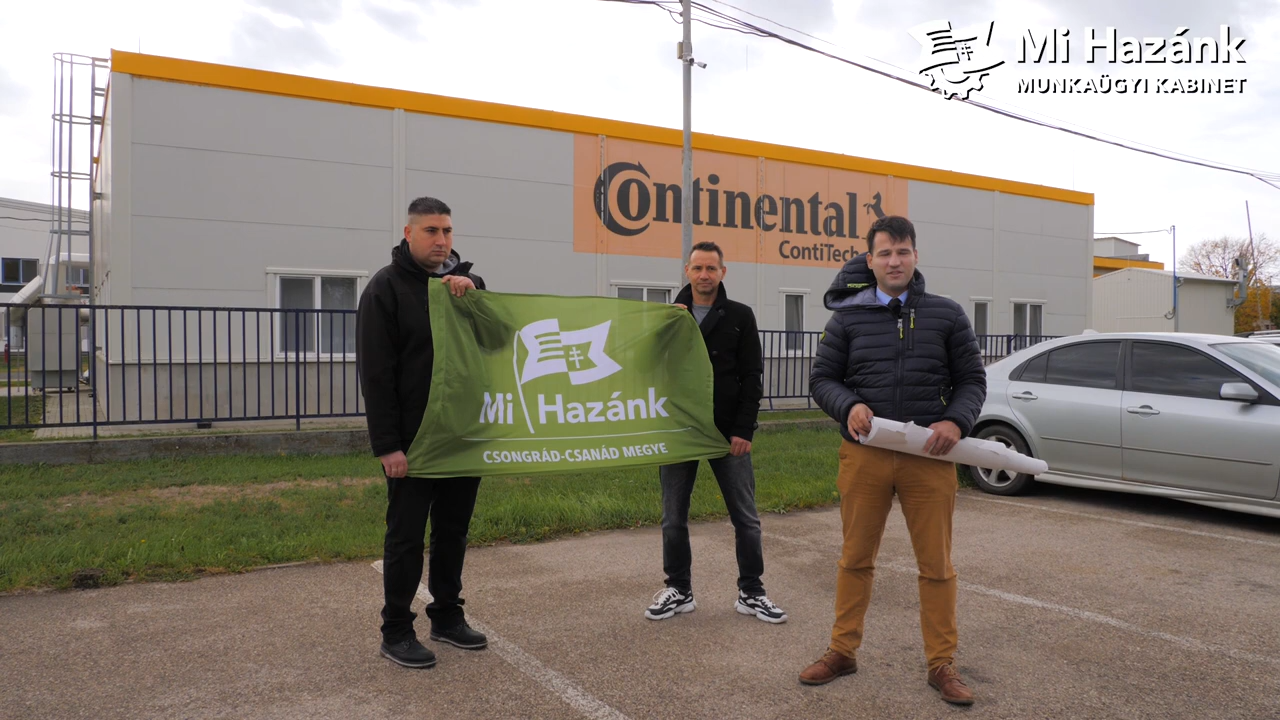 Mi Hazánk
MUNKAÜGYI KABINET
Continental
ContiTech
Mi Hazánk
CSONGRÁD-CSANÁD MEGYE